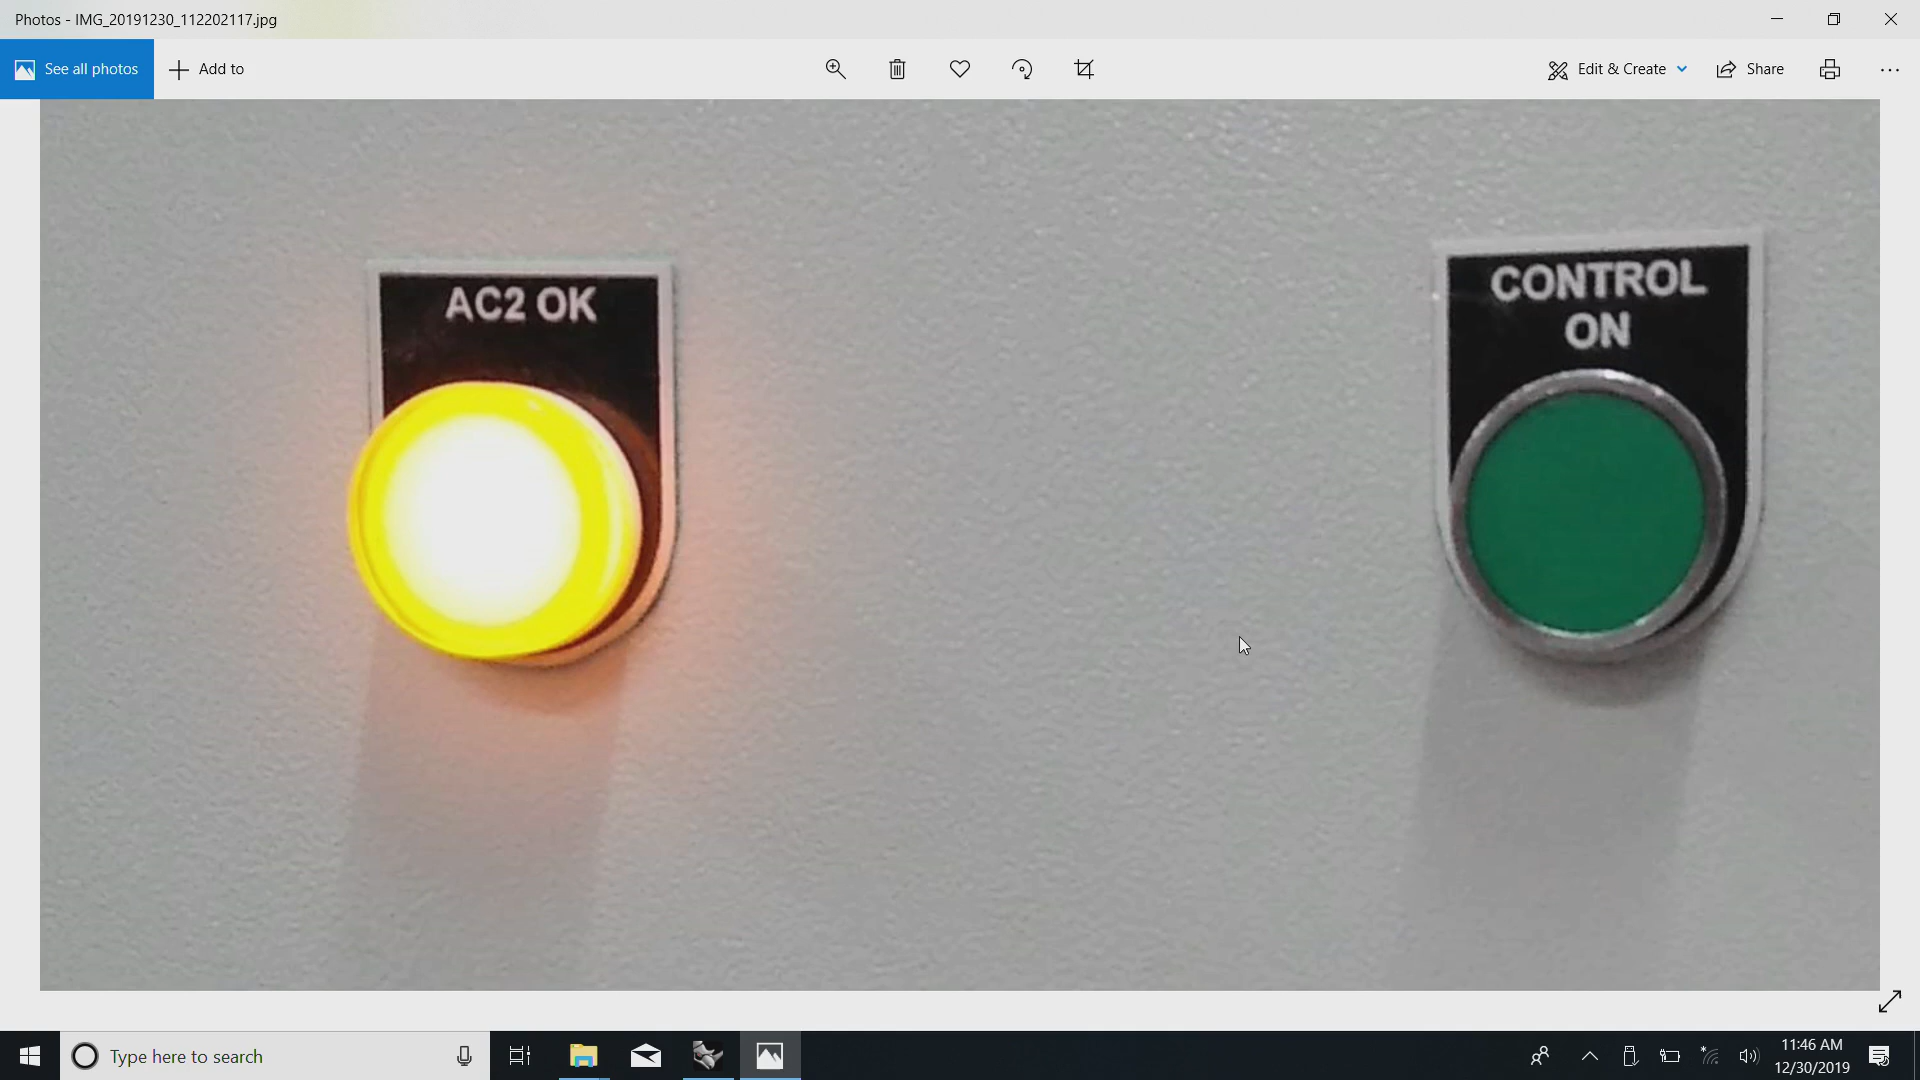 Photos - IMG_20191230_112202117.jpg
See all photos
Add to
Edit & Create
Share
AC2 OK
CONTROL
ON
Type here to search
11:46 AM
12/30/2019